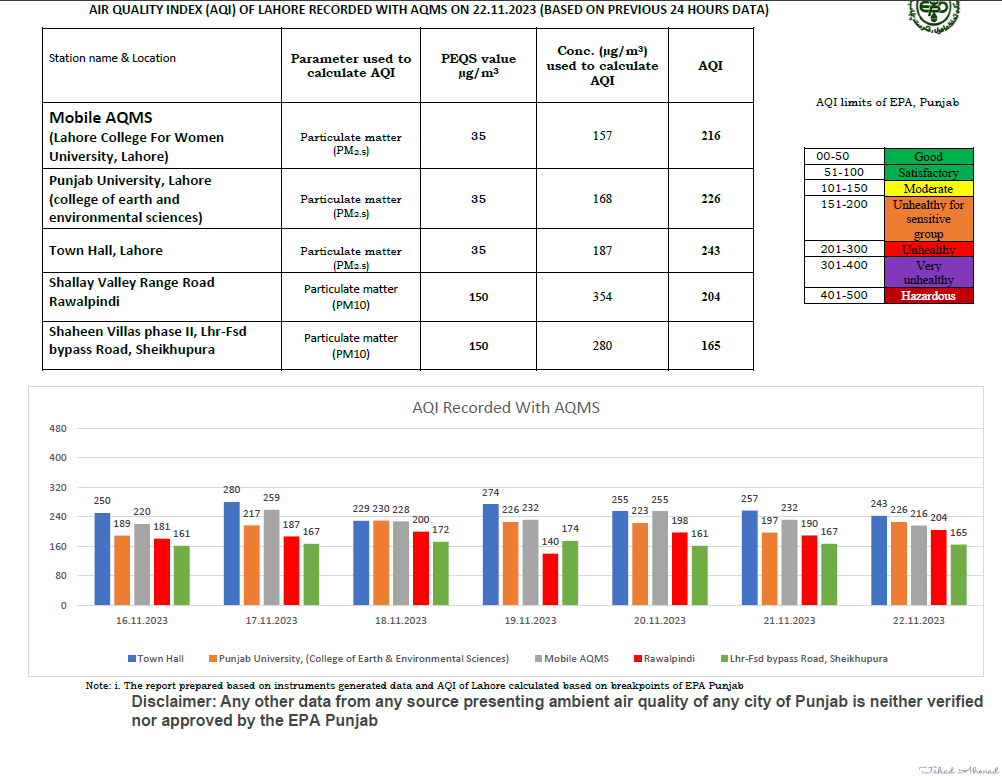 AIR QUALITY INDEX (AQI) OF LAHORE RECORDED WITH AQMS ON 22.11.2023 (BASED ON PREVIOUS 24 HOURS DATA)
Station name & Location
Parameter used to
calculate AQI
PEQS value
µg/m³
Conc. (µg/m³)
used to calculate
AQI
AQI
Mobile AQMS
(Lahore College For Women
University, Lahore)
Particulate matter
(PM2.5)
35
157
216
Punjab University, Lahore
(college of earth and
environmental sciences)
Particulate matter
(PM2.5)
35
168
226
Town Hall, Lahore
Particulate matter
(PM2.5)
35
187
243
Shallay Valley Range Road
Rawalpindi
Particulate matter
(PM10)
150
354
204
Shaheen Villas phase II, Lhr-Fsd
bypass Road, Sheikhupura
Particulate matter
(PM10)
150
280
165
AQI limits of EPA, Punjab
00-50 Good
51-100 Satisfactory
101-150 Moderate
151-200 Unhealthy for
sensitive
group
201-300 Unhealthy
301-400 Very
unhealthy
401-500 Hazardous
AQI Recorded With AQMS
480
400
320
240
160
80
0
250 189 220 181 161
280 217 259 187 167
229 230 228 200 172
274 226 232 140 174
255 223 255 198 161
257 197 232 190 167
243 226 216 204 165
16.11.2023 17.11.2023 18.11.2023 19.11.2023 20.11.2023 21.11.2023 22.11.2023
Town Hall Punjab University, (College of Earth & Environmental Sciences) Mobile AQMS Rawalpindi Lhr-Fsd bypass Road, Sheikhupura
Note: i. The report prepared based on instruments generated data and AQI of Lahore calculated based on breakpoints of EPA Punjab
Disclaimer: Any other data from any source presenting ambient air quality of any city of Punjab is neither verified
nor approved by the EPA Punjab